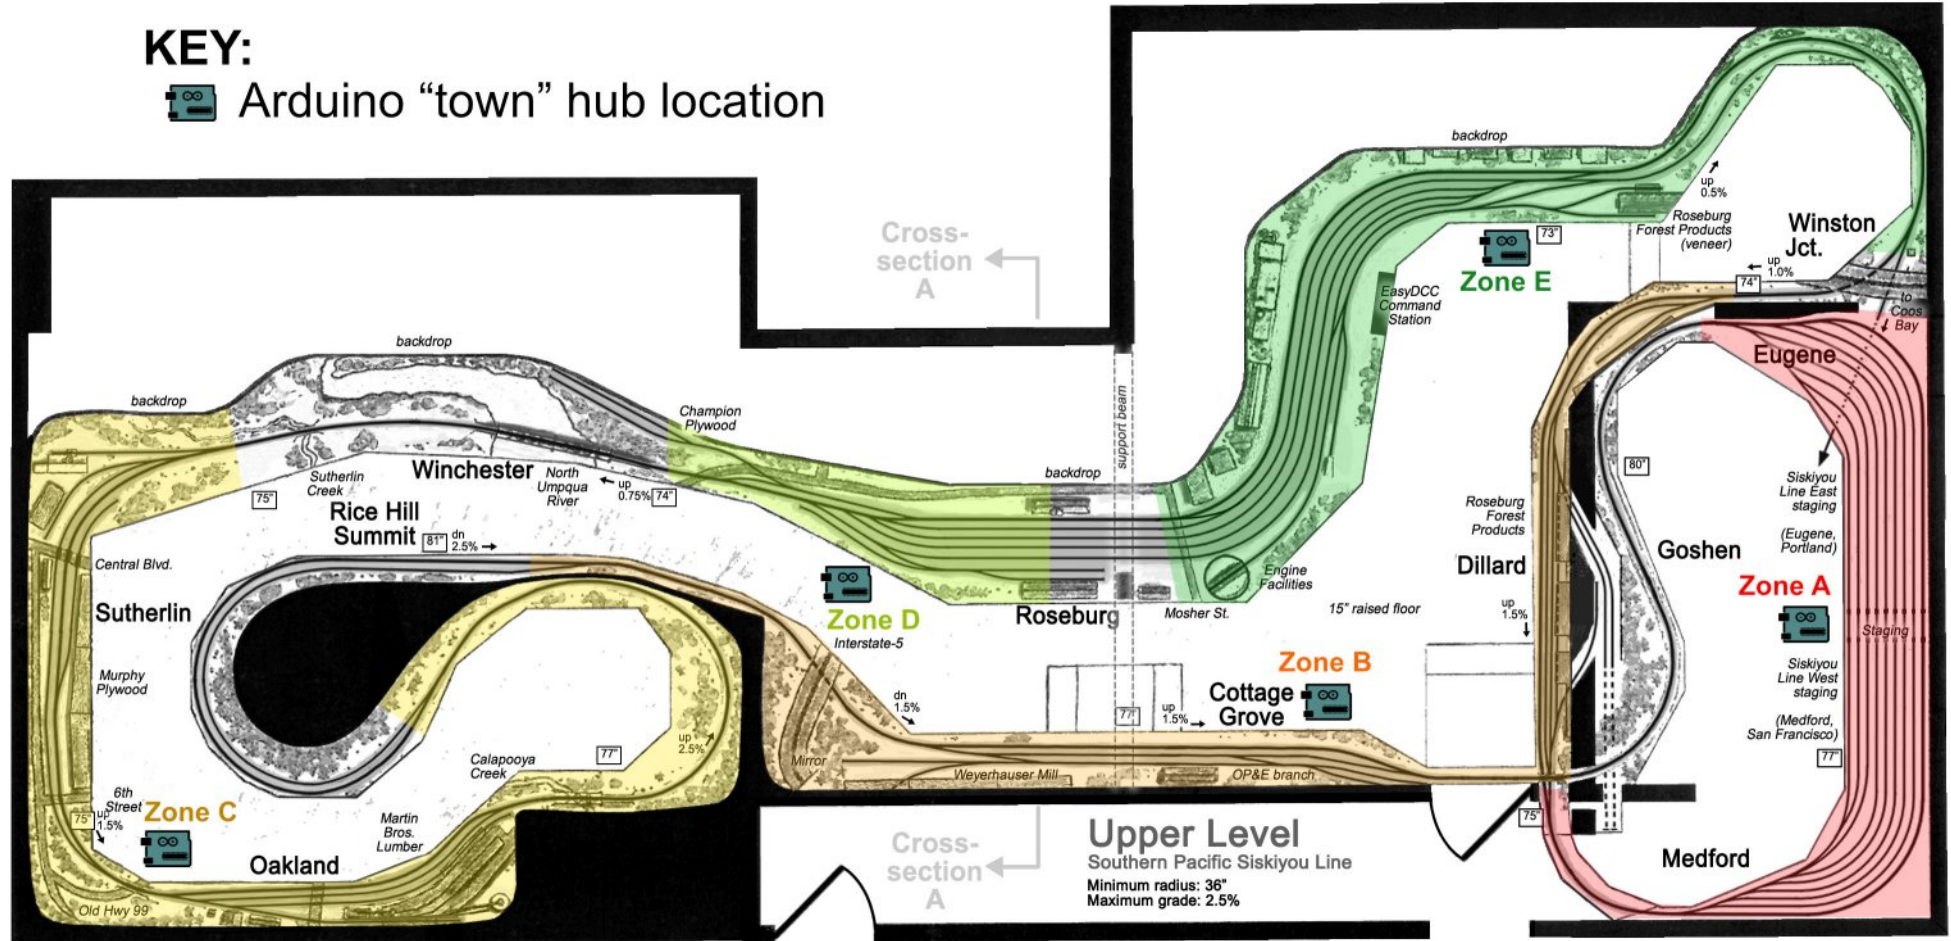 KEY:
Arduino “town” hub location
backdrop
up
0.5%
Roseburg
Forest Products
(veneer)
Winston
Jct.
73"
Zone E
up
1.0%
74"
to
Coos
Bay
EasyDCC
Command
Station
Cross-
section
A
Eugene
backdrop
backdrop
Champion
Plywood
support beam
backdrop
Winchester
North
Umpqua
River
up
0.75%
74"
Sutherlin
Creek
75"
Rice Hill
Summit
81"
dn
2.5%
80"
Siskiyou
Line East
staging
(Eugene,
Portland)
Roseburg
Forest
Products
Dillard
Goshen
Zone A
Staging
Siskiyou
Line West
staging
(Medford,
San Francisco)
77"
Central Blvd.
Sutherlin
Murphy
Plywood
Zone D
Interstate-5
Roseburg
Mosher St.
Engine
Facilities
15" raised floor
up
1.5%
Zone B
Cottage
Grove
77"
up
1.5%
dn
1.5%
up
2.5%
77"
Calapooya
Creek
Mirror
Weyerhauser Mill
OP&E branch
6th
Street
75"
up
1.5%
Zone C
Martin
Bros.
Lumber
Oakland
Old Hwy 99
Cross-
section
A
Upper Level
Southern Pacific Siskiyou Line
Minimum radius: 36"
Maximum grade: 2.5%
75"
Medford